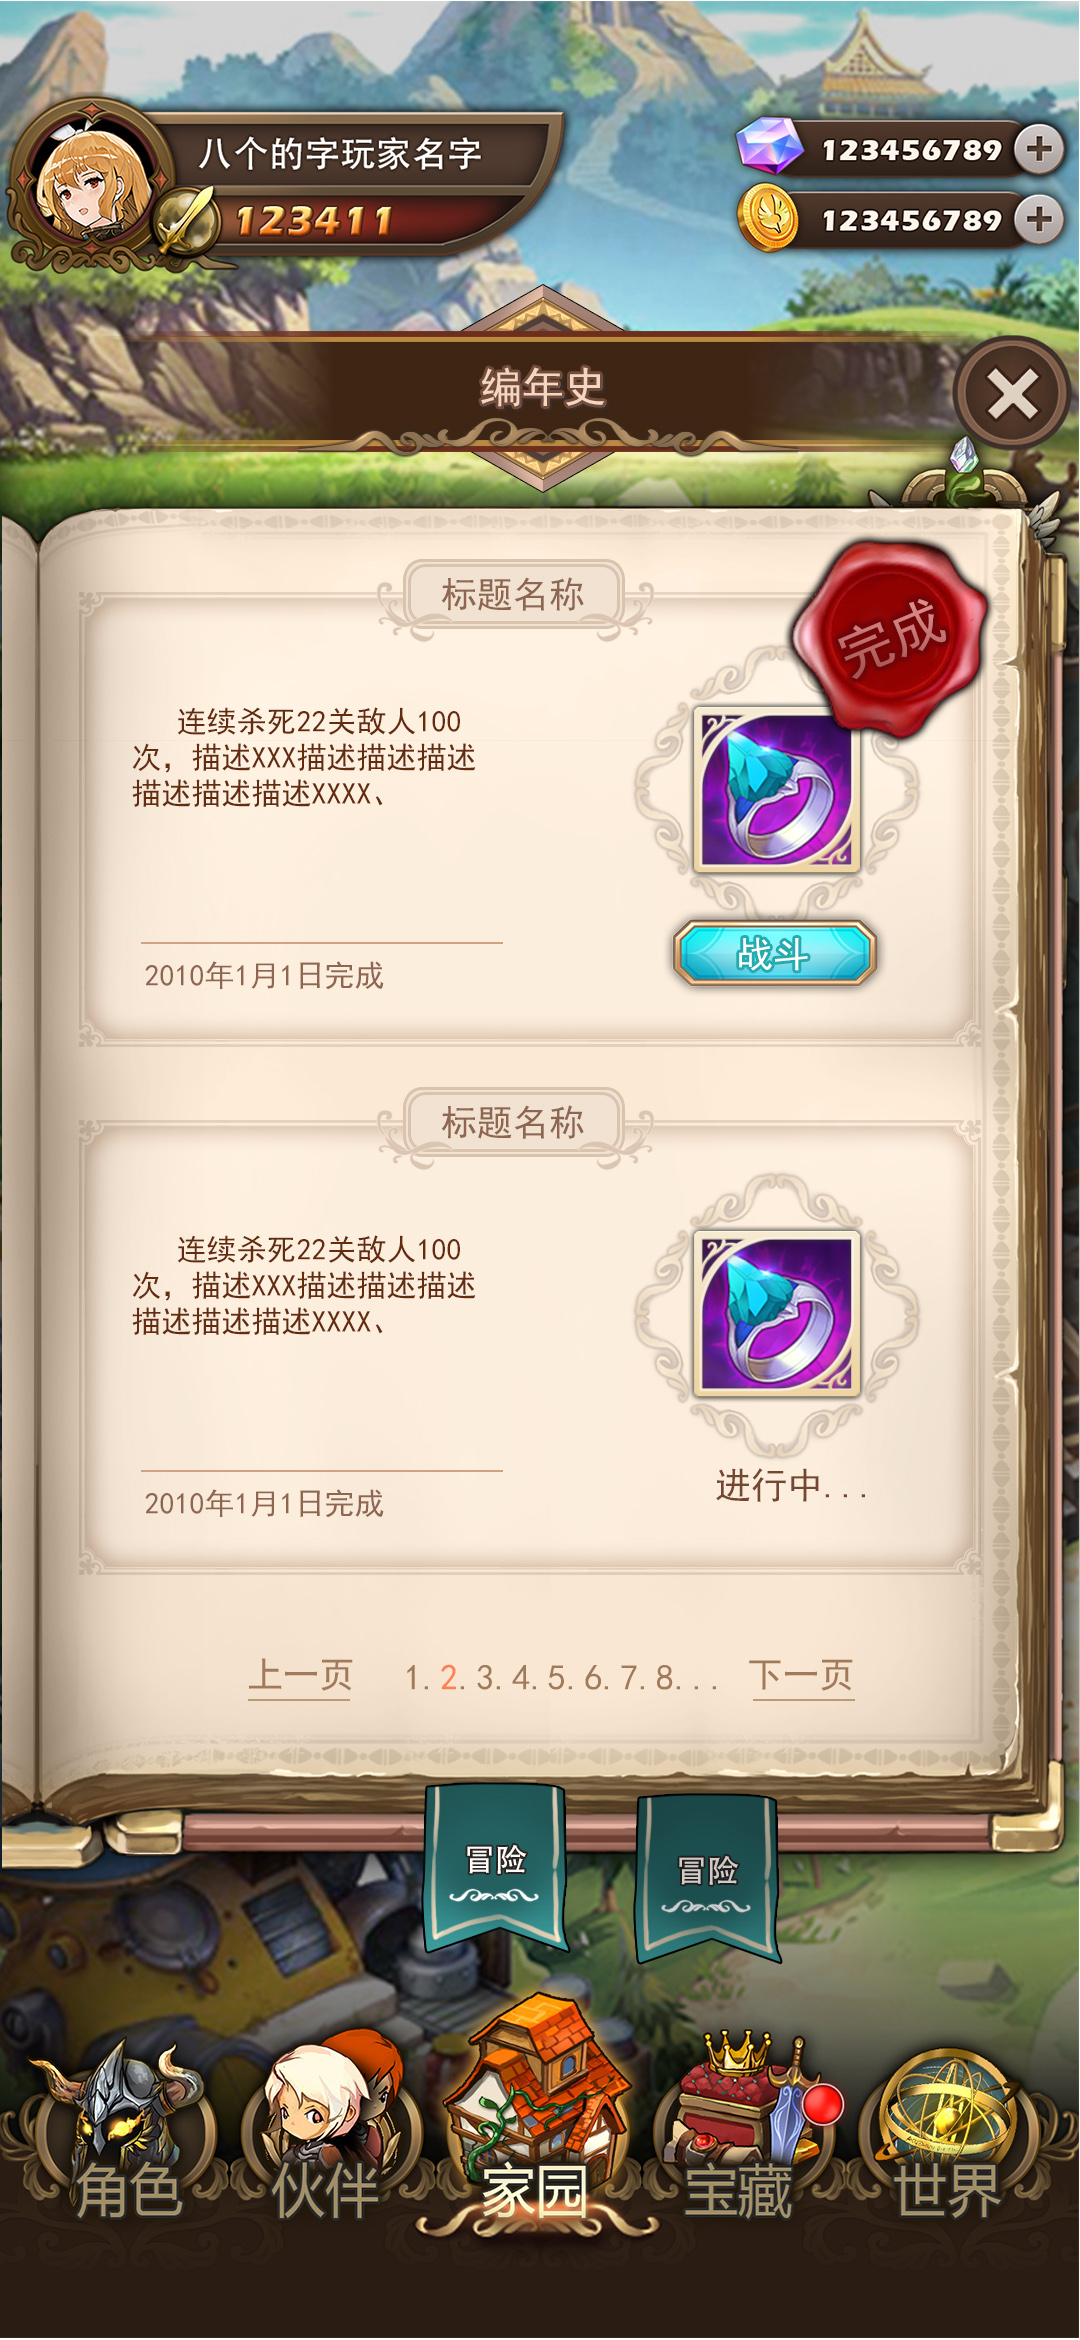 八个的字玩家名字
123411
123456789
123456789
编年史
标题名称
完成
连续杀死22关敌人100
次，描述XXX描述描述描述
描述描述描述XXXX、
战斗
2010年1月1日完成
标题名称
连续杀死22关敌人100
次，描述XXX描述描述描述
描述描述描述XXXX、
2010年1月1日完成
进行中...
上一页 1.2.3.4.5.6.7.8... 下一页
冒险
冒险
角色
伙伴
家园
宝藏
世界